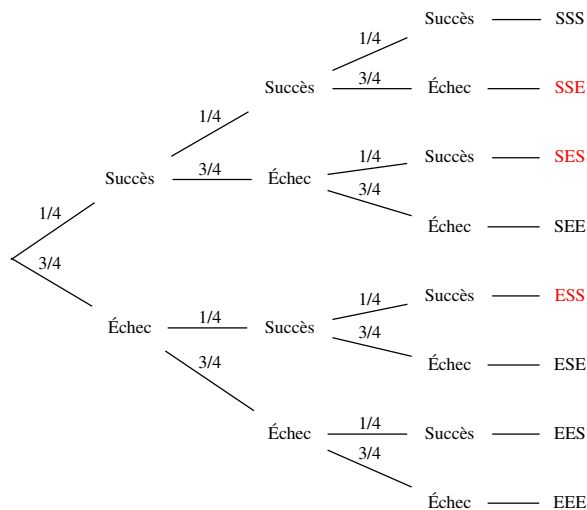 Succès SSS
1/4
Succès 3/4 Échec SSE
1/4
1/4 Succès SES
Succès 3/4 Échec
3/4
1/4 Échec SEE
3/4
1/4 Succès ESS
Échec 1/4 Succès
3/4
3/4 Échec ESE
Échec 1/4 Succès EES
3/4
Échec EEE